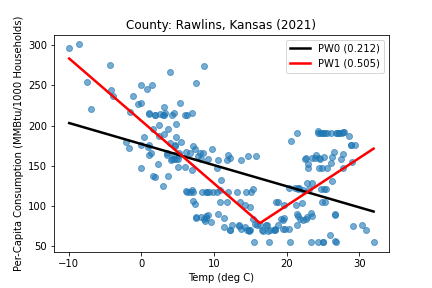 County: Rawlins, Kansas (2021)
Per-Capita Consumption (MMBtu/1000 Households)
300
250
200
150
100
50
PW0 (0.212)
PW1 (0.505)
−10 0 10 20 30
Temp (deg C)